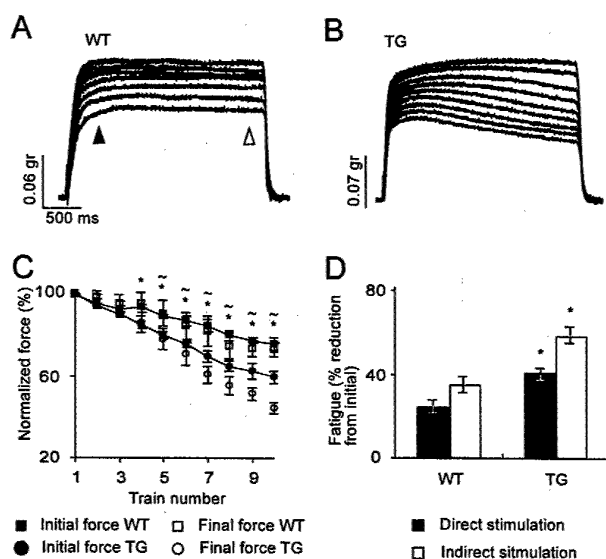 A
WT
0.06 gr
500 ms
B
TG
0.07 gr
C
Normalized force (%)
100
60
20
~ ~ ~ ~ ~ ~
* * * * * * *
1 3 5 7 9
Train number
Initial force WT
Final force WT
Initial force TG
Final force TG
D
Fatigue (% reduction
from initial)
80
40
0
*
*
WT TG
Direct stimulation
Indirect sitmulation